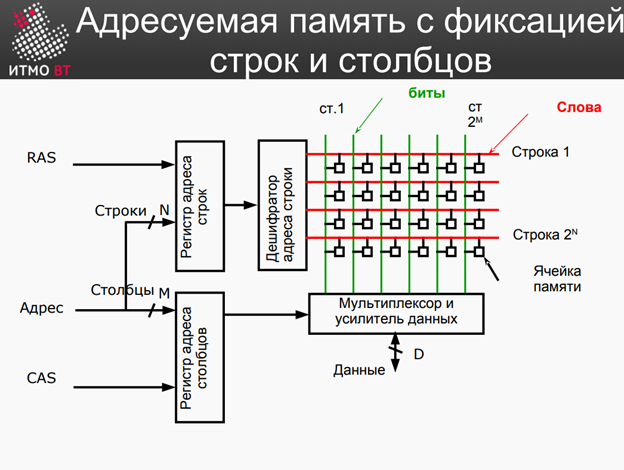 Адресуемая память с фиксацией
строк и столбцов
ИТМО ВТ
биты
ст.1
ст
2M
Слова
RAS
Строка 1
Регистр адреса
строк
Дешифратор
адреса строки
Строки
N
Строка 2N
Ячейка
памяти
Столбцы
M
Адрес
Мультиплексор и
усилитель данных
Регистр адреса
столбцов
D
Данные
CAS